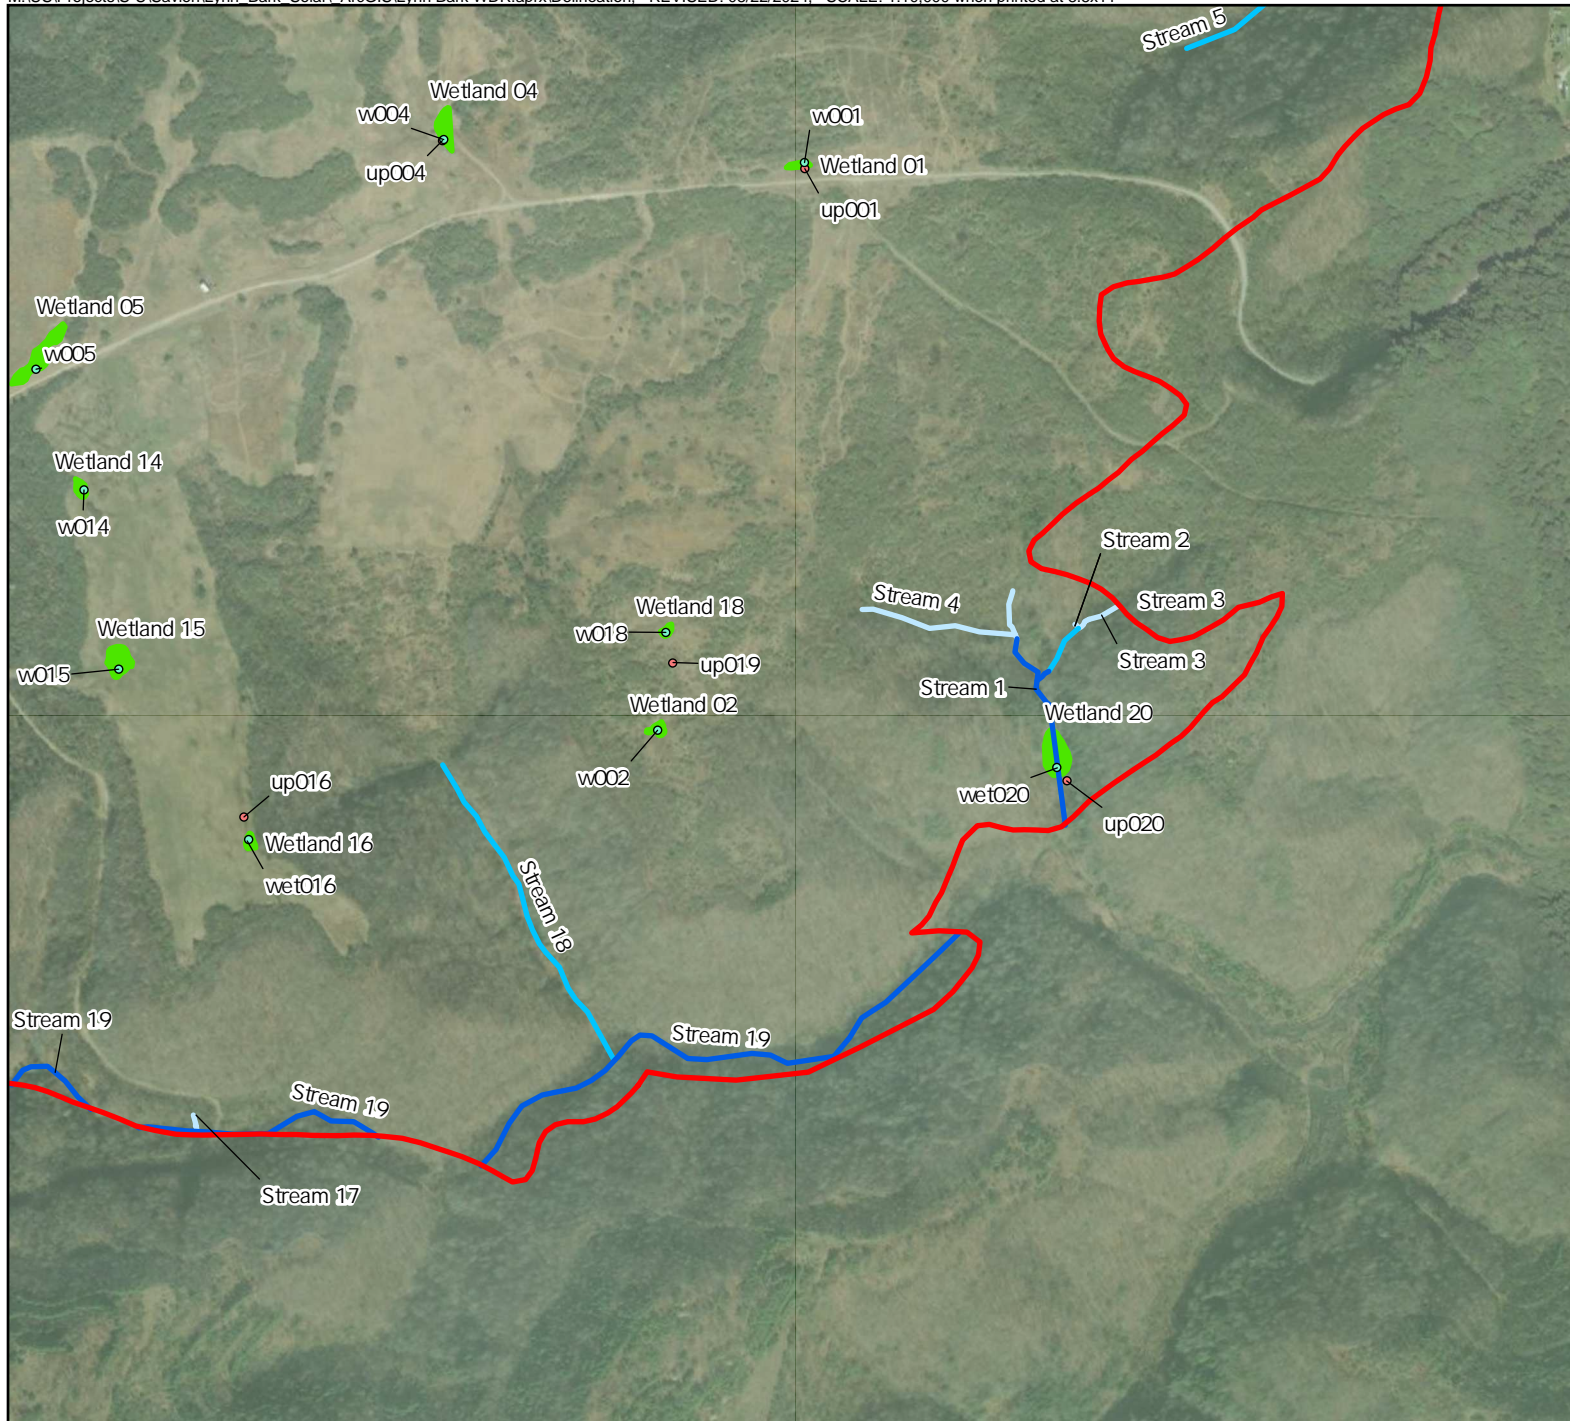 Stream 5
Wetland 04
w004
up004
w001
Wetland 01
up001
Wetland 05
w005
Wetland 14
w014
Stream 2
Stream 4
Stream 3
Wetland 18
w018
Wetland 15
up019
Stream 3
w015
Stream 1
Wetland 02
Wetland 20
w002
up016
wet020
up020
Wetland 16
wet016
Stream 18
Stream 19
Stream 19
Stream 19
Stream 17